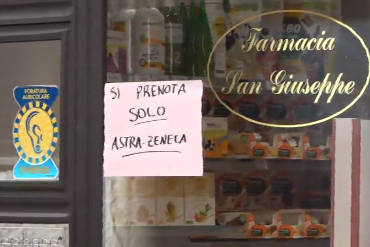 Farmacia
San Giuseppe
SI PRENOTA
SOLO
ASTRA-ZENECA
FORATURA
AURICOLARE